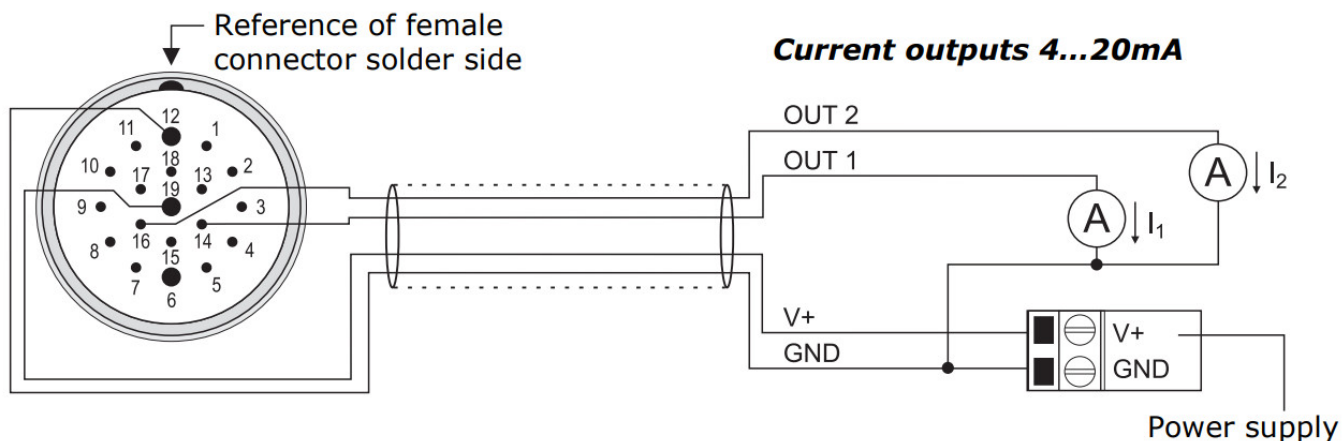 Reference of female
connector solder side
Current outputs 4...20mA
12
11
1
10
17
18
13
2
9
19
3
16
14
8
15
4
7
6
5
OUT 2
OUT 1
A
I2
A
I1
V+
GND
V+
GND
Power supply